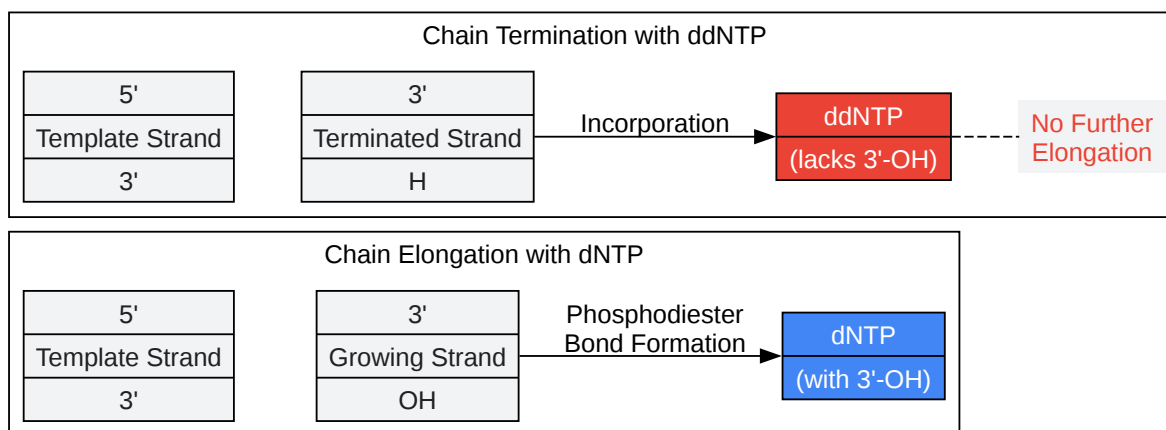 Chain Termination with ddNTP
5'
Template Strand
3'
3'
Terminated Strand
H
Incorporation
ddNTP
(lacks 3'-OH)
No Further
Elongation
Chain Elongation with dNTP
5'
Template Strand
3'
3'
Growing Strand
OH
Phosphodiester
Bond Formation
dNTP
(with 3'-OH)